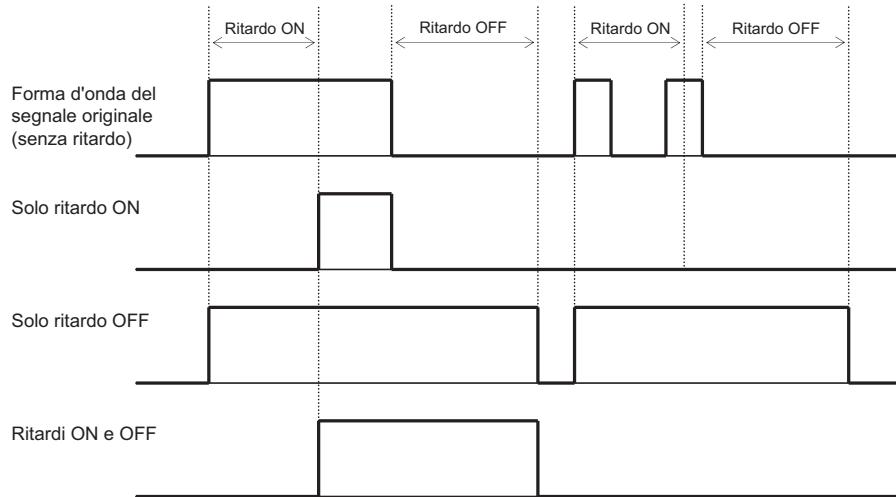 Ritardo ON
Ritardo OFF
Ritardo ON
Ritardo OFF
Forma d'onda del
segnale originale
(senza ritardo)
Solo ritardo ON
Solo ritardo OFF
Ritardi ON e OFF